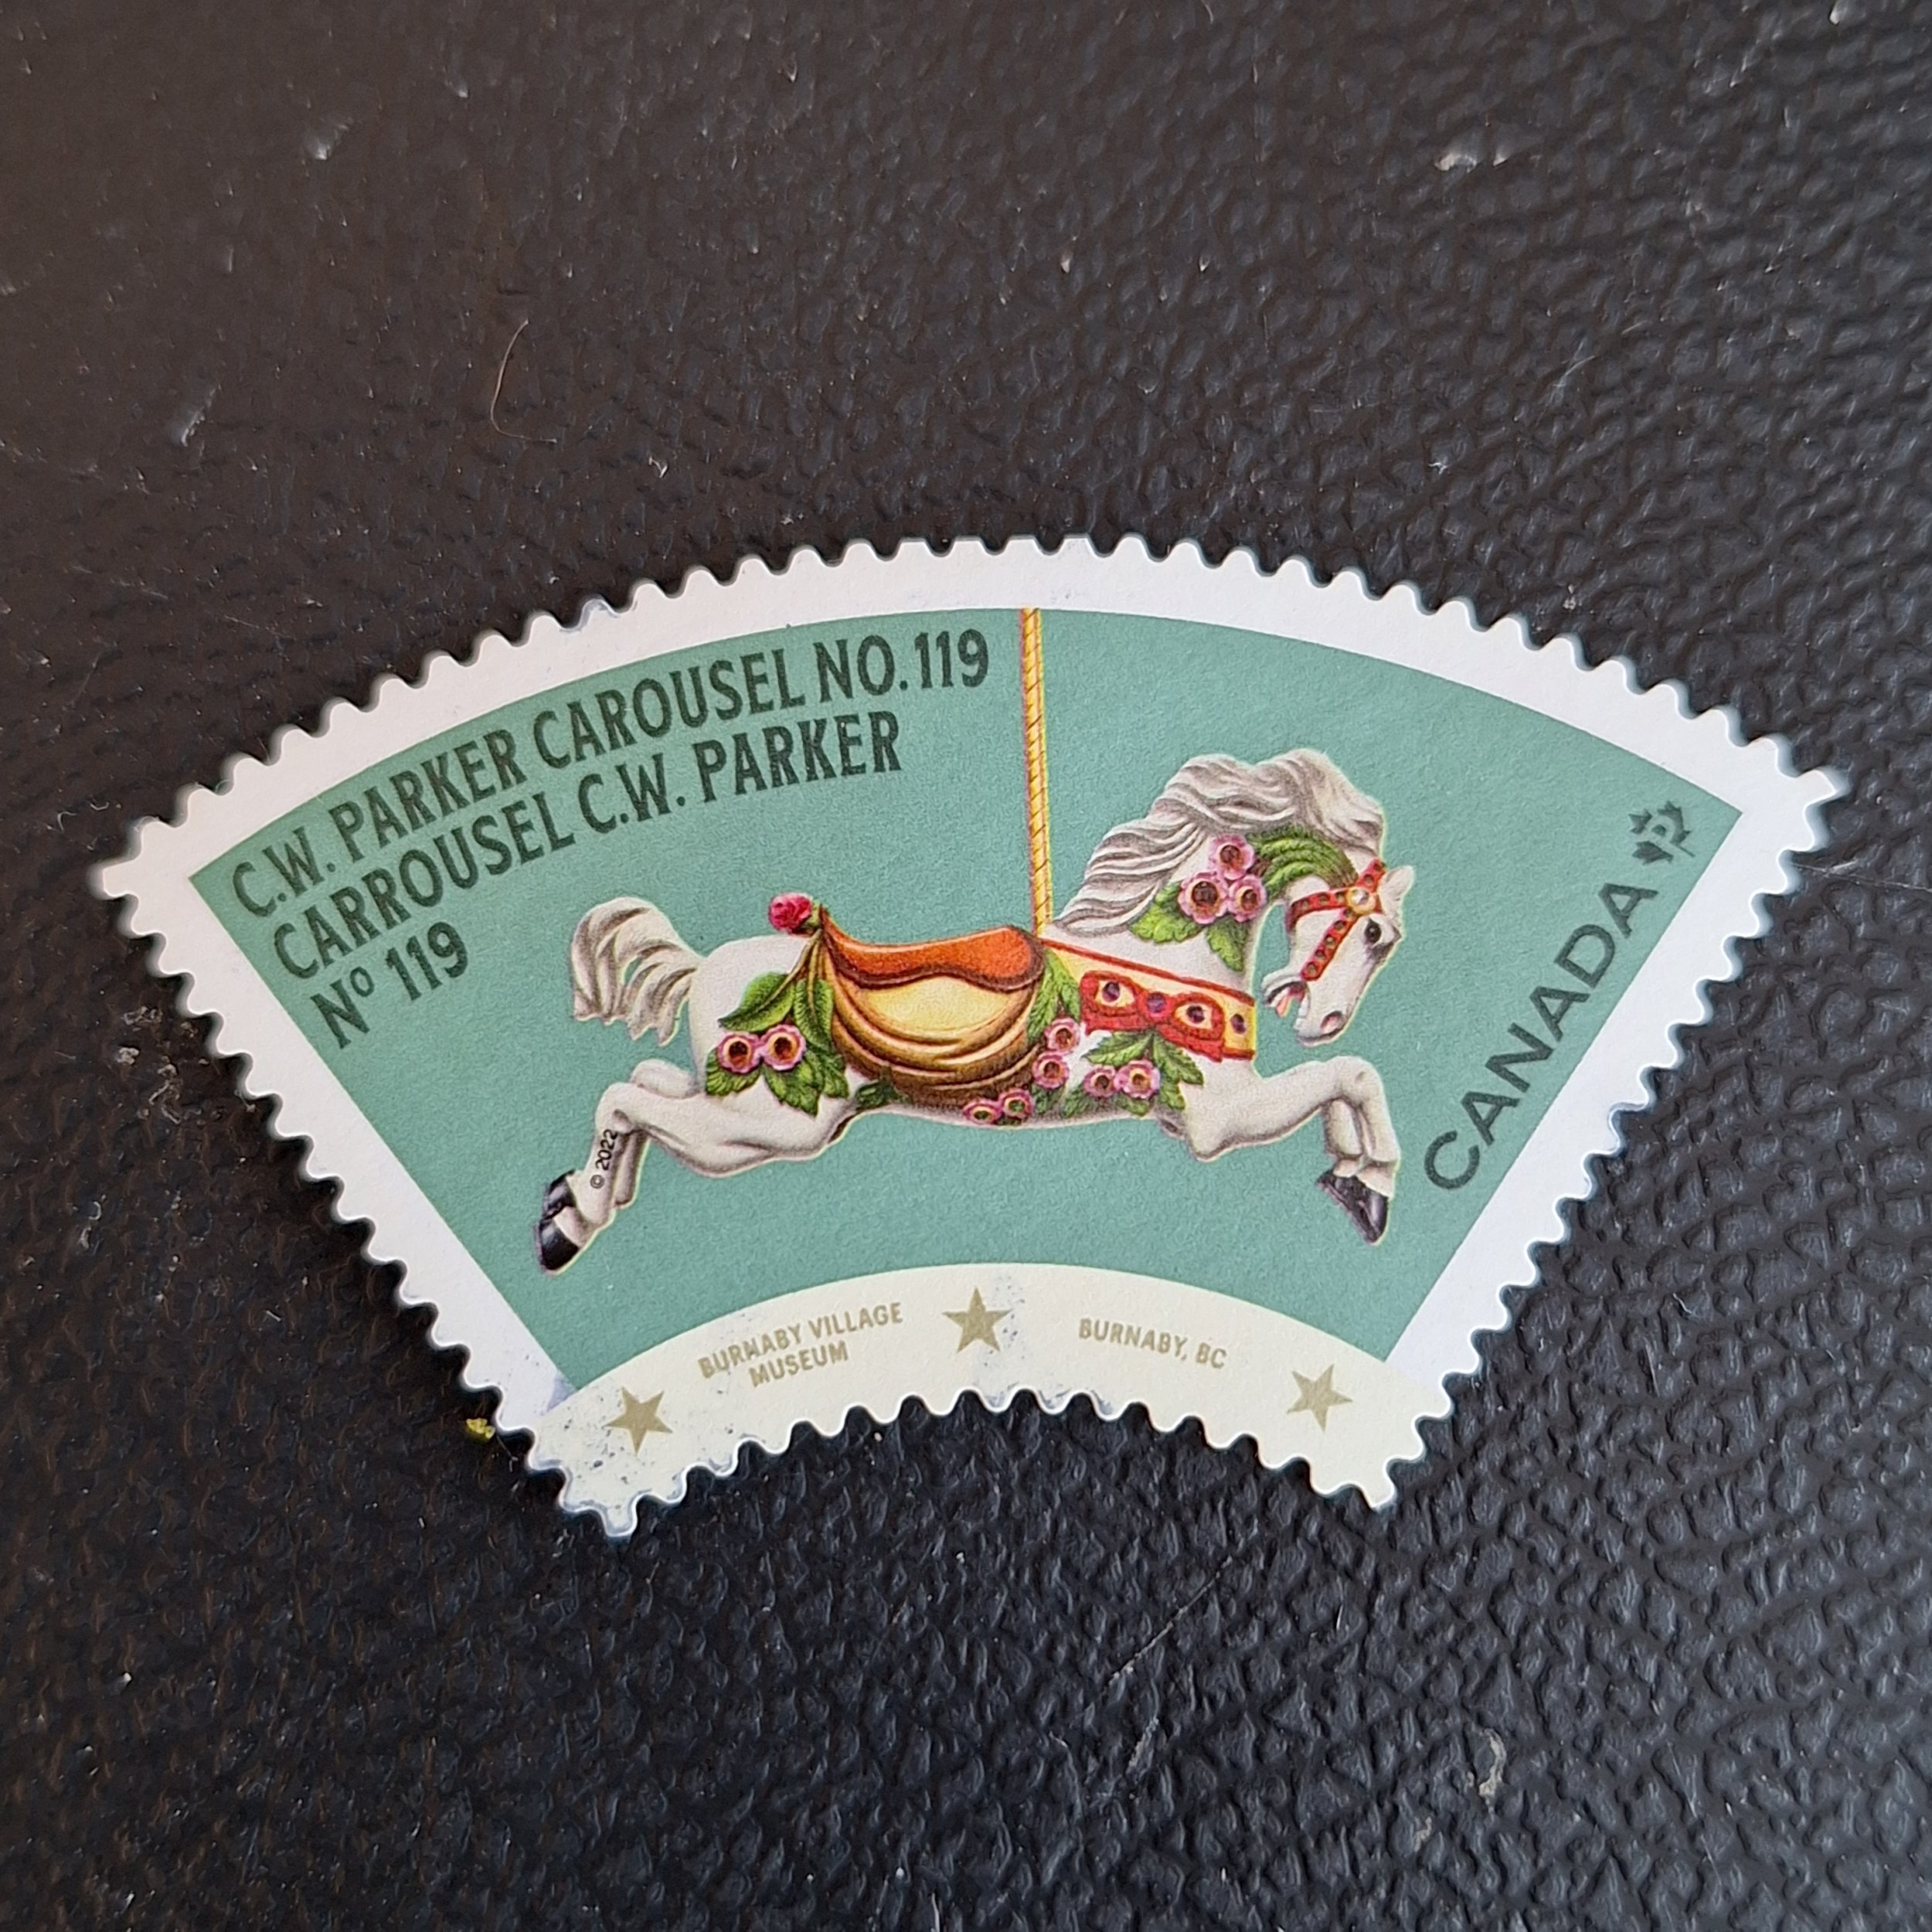 C.W. PARKER CAROUSEL NO. 119
CARROUSEL C.W. PARKER
Nº 119
CANADA P
© 2022
BURNABY VILLAGE
MUSEUM
BURNABY, BC